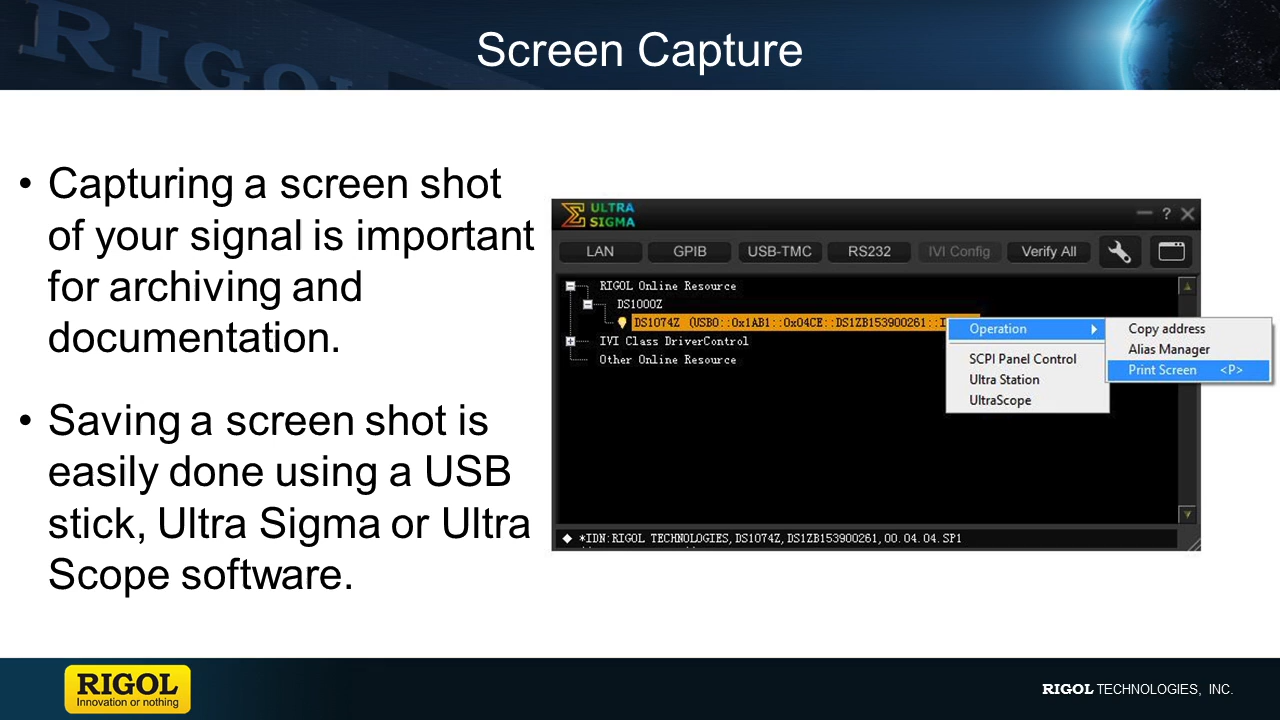 RIGOL
Screen Capture
• Capturing a screen shot
of your signal is important
for archiving and
documentation.
• Saving a screen shot is
easily done using a USB
stick, Ultra Sigma or Ultra
Scope software.
ULTRA
SIGMA
LAN GPIB USB-TMC RS232 IVI Config Verify All
RIGOL Online Resource
DS1000Z
DS1074Z (USB0::0x1AB1::0x04CE::DS1ZB153900261::I
IVI Class DriverControl
Other Online Resource
Operation
SCPI Panel Control
Ultra Station
UltraScope
Copy address
Alias Manager
Print Screen <P>
*IDN:RIGOL TECHNOLOGIES,DS1074Z,DS1ZB153900261,00.04.04.SP1
RIGOL
Innovation or nothing
RIGOL TECHNOLOGIES, INC.